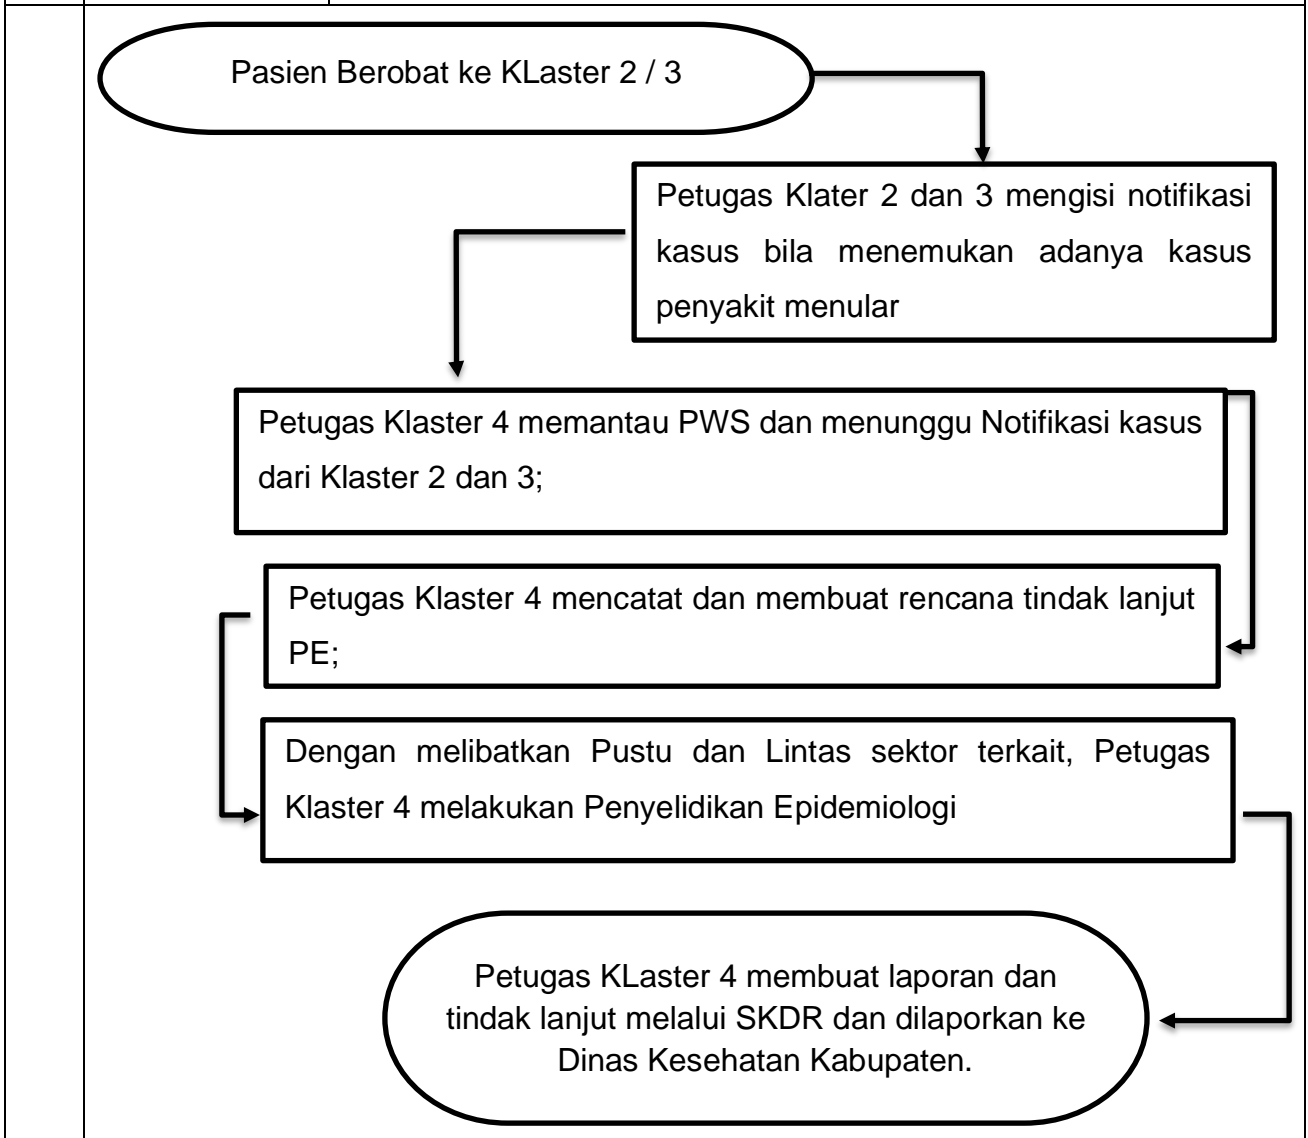 Pasien Berobat ke KLaster 2 / 3
Petugas Klater 2 dan 3 mengisi notifikasi
kasus bila menemukan adanya kasus
penyakit menular
Petugas Klaster 4 memantau PWS dan menunggu Notifikasi kasus
dari Klaster 2 dan 3;
Petugas Klaster 4 mencatat dan membuat rencana tindak lanjut
PE;
Dengan melibatkan Pustu dan Lintas sektor terkait, Petugas
Klaster 4 melakukan Penyelidikan Epidemiologi
Petugas KLaster 4 membuat laporan dan
tindak lanjut melalui SKDR dan dilaporkan ke
Dinas Kesehatan Kabupaten.